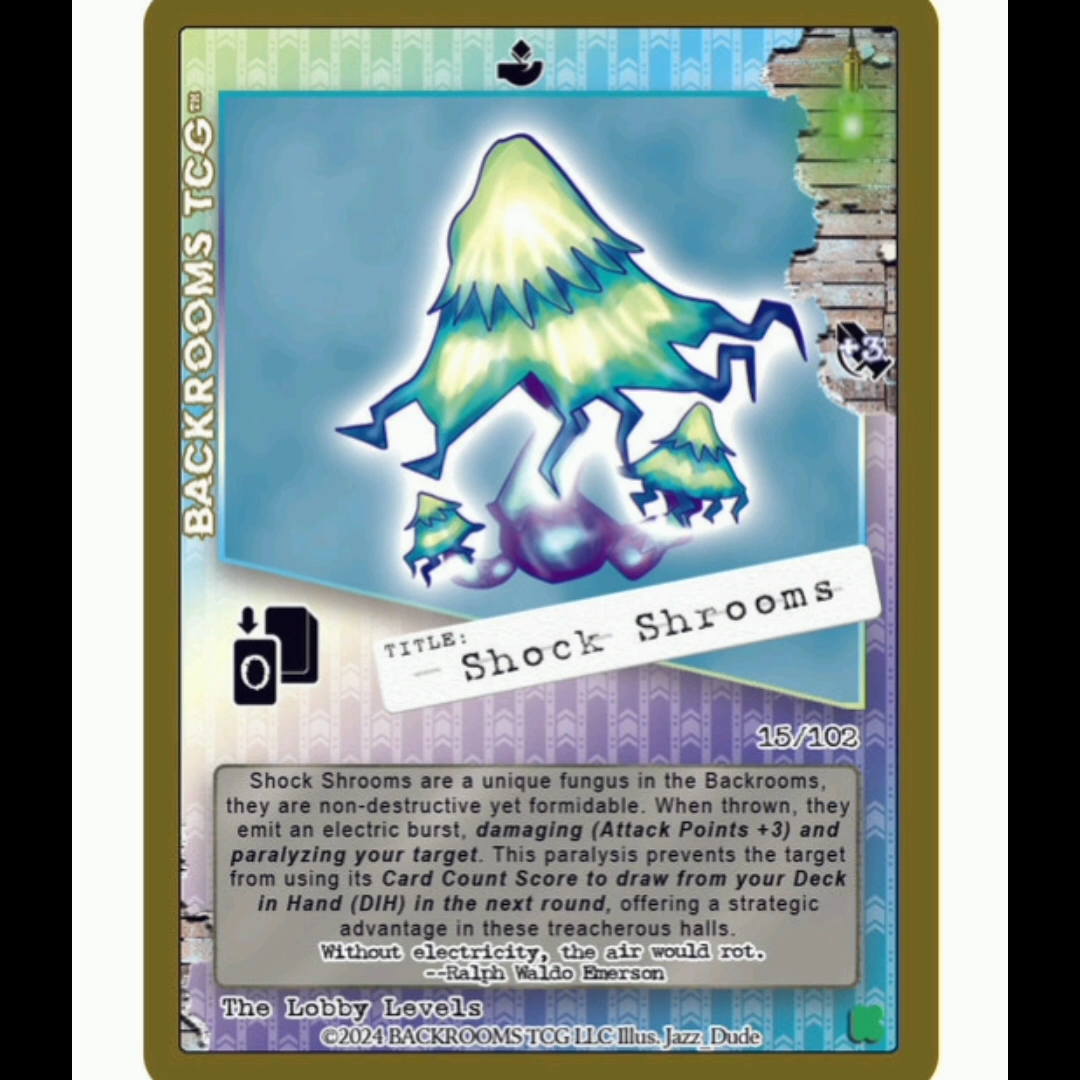 BACKROOMS TCG™
+3
0
TITLE:
Shock Shrooms
15/102
Shock Shrooms are a unique fungus in the Backrooms,
they are non-destructive yet formidable. When thrown, they
emit an electric burst, damaging (Attack Points +3) and
paralyzing your target. This paralysis prevents the target
from using its Card Count Score to draw from your Deck
in Hand (DIH) in the next round, offering a strategic
advantage in these treacherous halls.
Without electricity, the air would rot.
--Ralph Waldo Emerson
The Lobby Levels
©2024 BACKROOMS TCG LLC Illus. Jazz_Dude